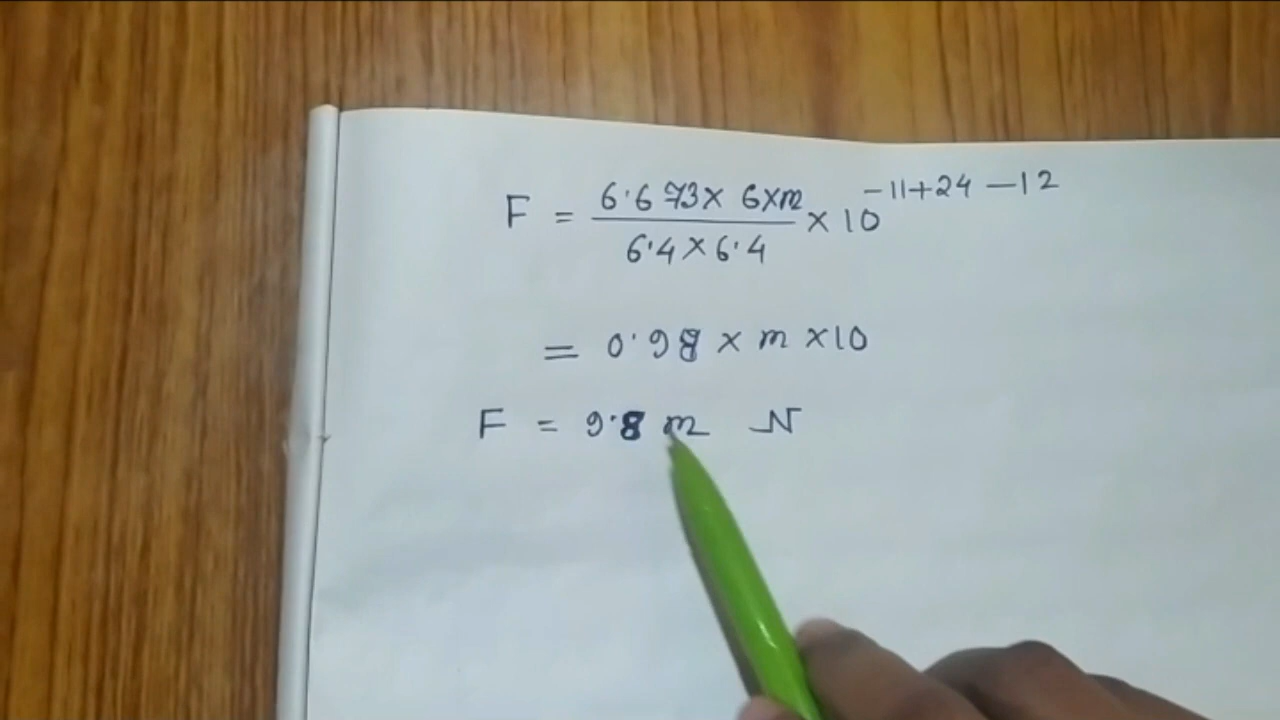 F = 6.673 × 6 × m / 6.4 × 6.4 × 10^-11+24-12
= 0.98 × m × 10
F = 9.8 m N